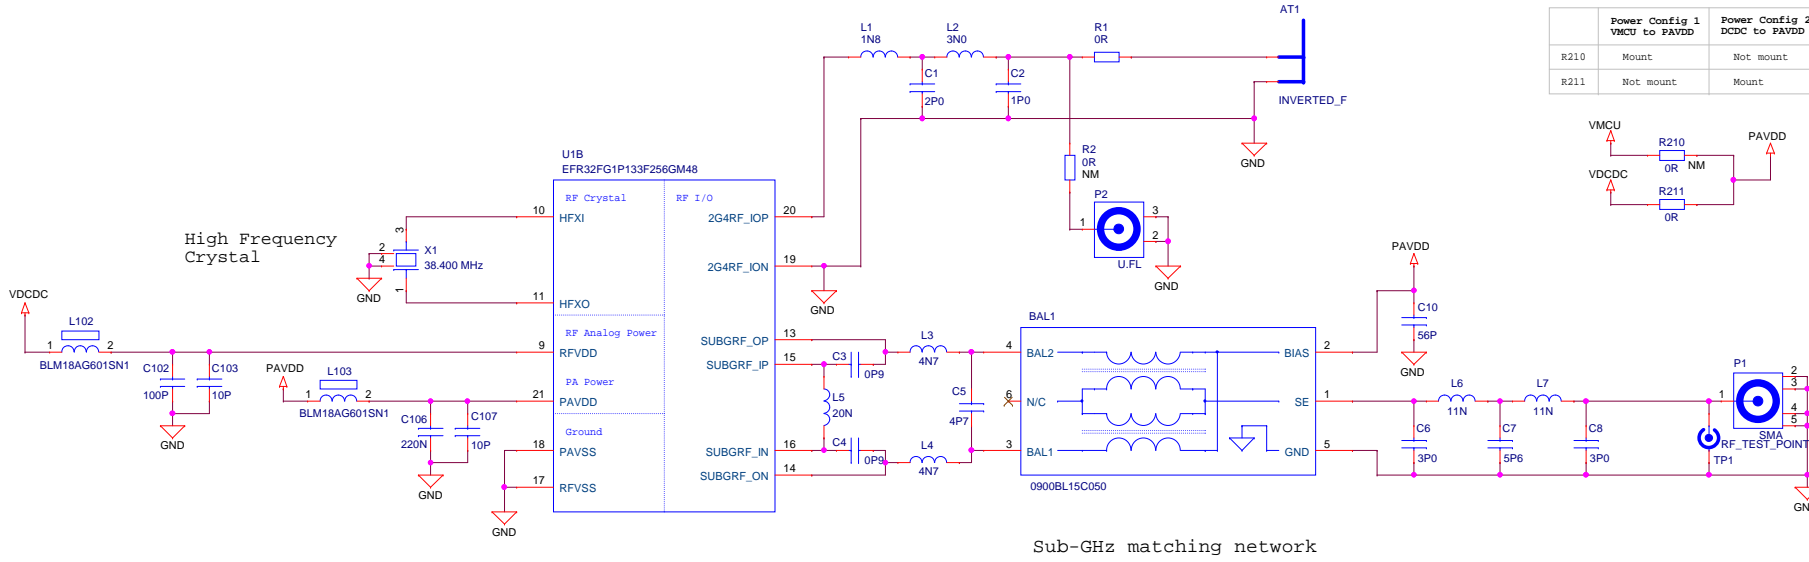 AT1
Power Config 1 Power Config 2
VMCU to PAVDD DCDC to PAVDD
R210 Mount Not mount
R211 Not mount Mount
L1
1N8
L2
3N0
R1
0R
C1
2P0
C2
1P0
INVERTED_F
GND
VMCU
R210
0R NM
PAVDD
VDCDC
R211
0R
R2
0R
NM
P2
1
3
2
U.FL
GND
U1B
EFR32FG1P133F256GM48
RF Crystal
RF I/O
10 HFXI
2G4RF_IOP 20
High Frequency
Crystal
3
2
4
X1
38.400 MHz
1
GND
2G4RF_ION 19
GND
11 HFXO
VDCDC
L102
1 2
BLM18AG601SN1
C102
100P
C103
10P
GND
RF Analog Power
9 RFVDD
PAVDD
L103
1 2
BLM18AG601SN1
PA Power
21 PAVDD
C106
220N
C107
10P
GND
Ground
18 PAVSS
17 RFVSS
GND
SUBGRF_OP 13
SUBGRF_IP 15
SUBGRF_IN 16
SUBGRF_ON 14
C3
0P9
L5
20N
C4
0P9
L3
4N7
L4
4N7
C5
4P7
BAL1
4 BAL2
6 N/C
3 BAL1
BIAS 2
SE 1
GND 5
0900BL15C050
PAVDD
C10
56P
GND
L6
11N
L7
11N
C6
3P0
C7
5P6
C8
3P0
P1
1
2
3
4
5
SMA
RF_TEST_POINT
TP1
Sub-GHz matching network